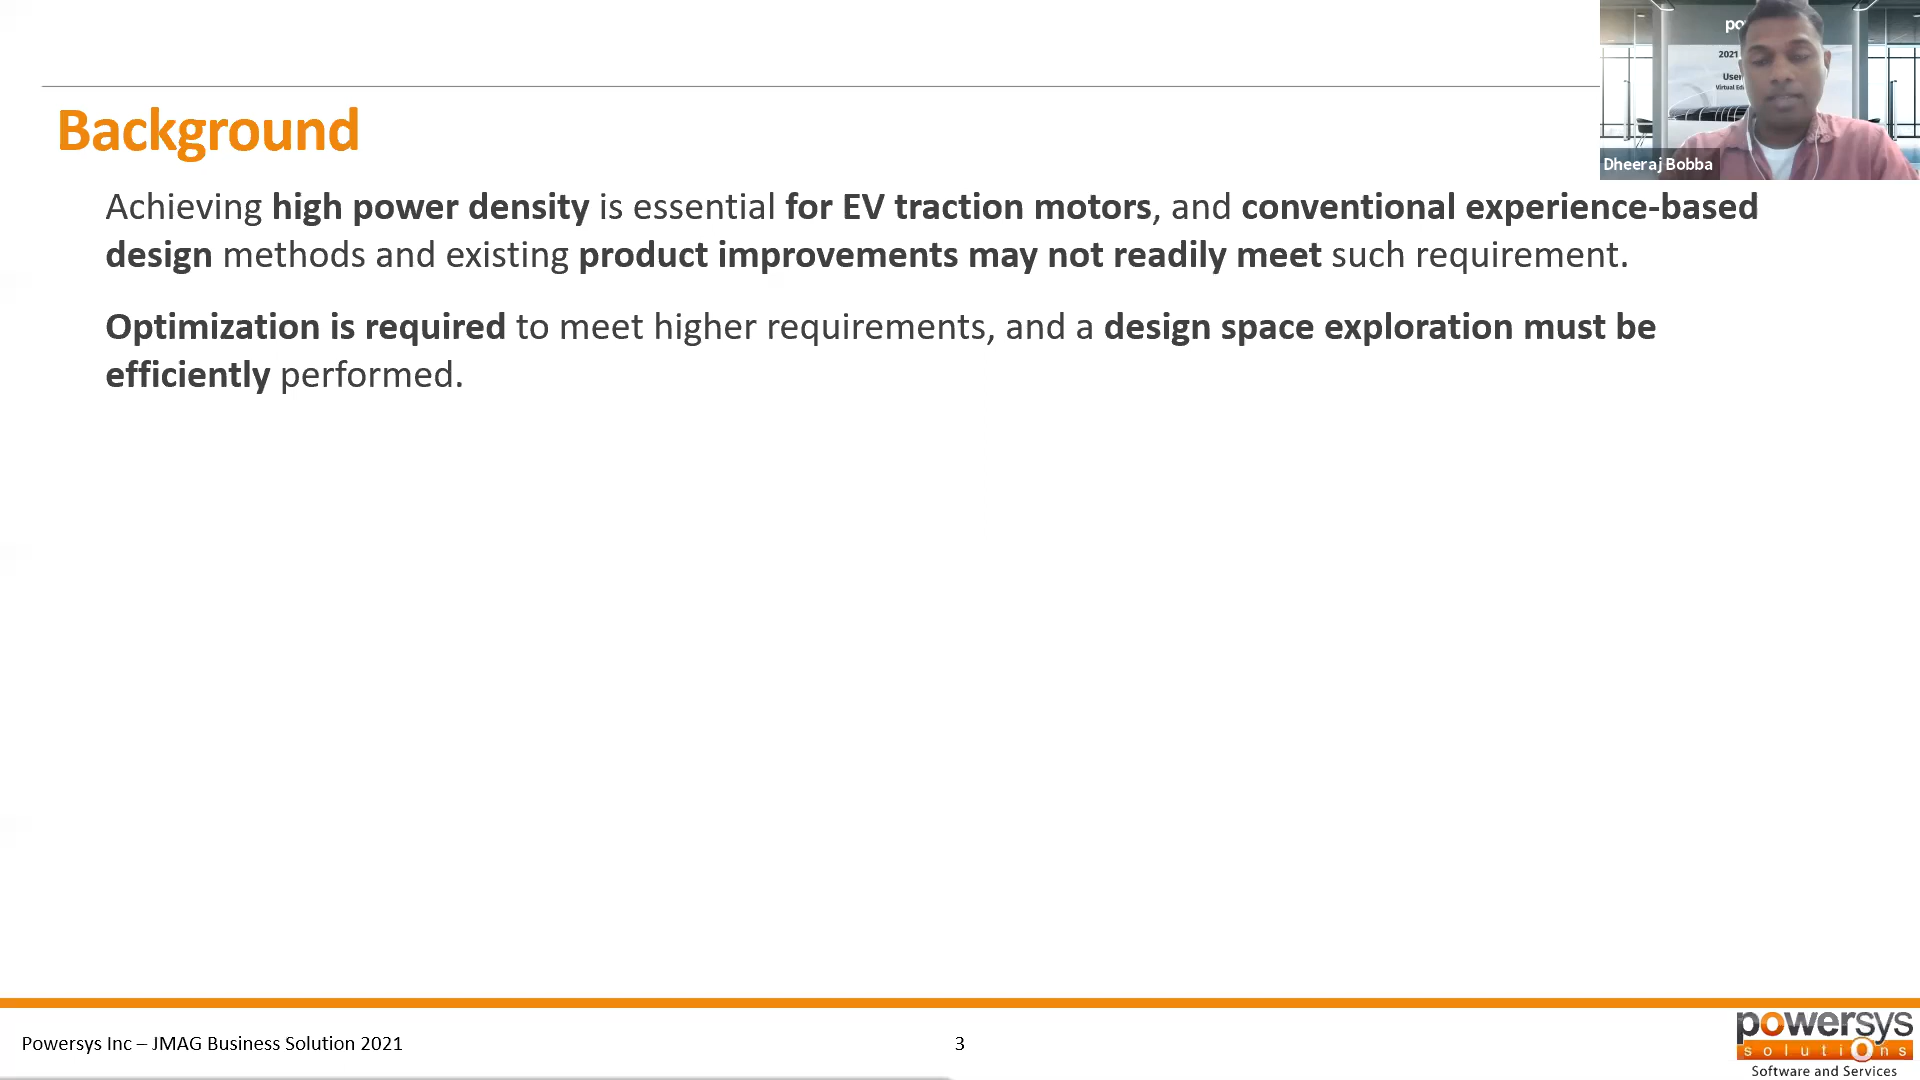 po
2021
User
Virtual Edi
Dheeraj Bobba
Background
Achieving high power density is essential for EV traction motors, and conventional experience-based
design methods and existing product improvements may not readily meet such requirement.
Optimization is required to meet higher requirements, and a design space exploration must be
efficiently performed.
Powersys Inc – JMAG Business Solution 2021
3
powersys
solutions
Software and Services